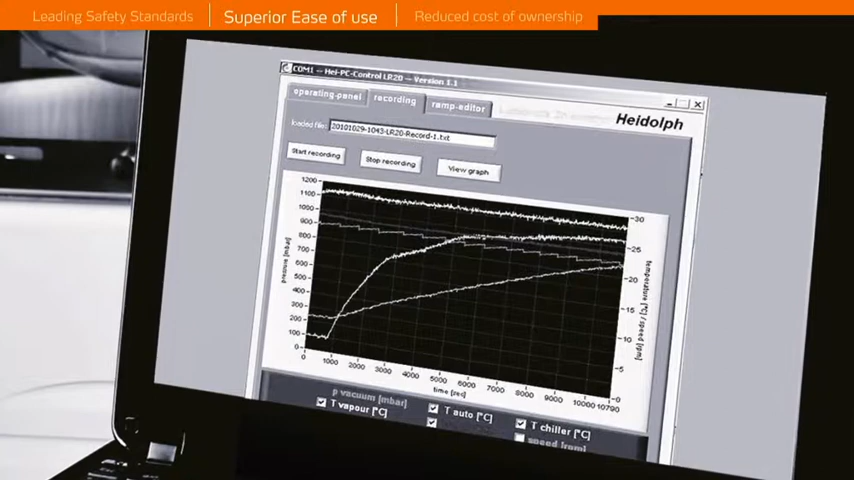 Leading Safety Standards
Superior Ease of use
Reduced cost of ownership
COM1 -- Hei-PC-Control LR20 -- Version 1.1
operating-panel
recording
ramp-editor
Heidolph
loaded file:
20101029-1043-LR20-Record-1.txt
Start recording
Stop recording
View graph
1200
1100
1000
900
800
700
600
500
400
300
200
100
0
pressure [mbar]
30
25
20
15
10
5
0
temperature [°C] / speed [rpm]
0
1000
2000
3000
4000
5000
6000
7000
8000
9000
10000
10790
time [sec]
p vacuum [mbar]
T vapour [°C]
T auto [°C]
T chiller [°C]
speed [rpm]